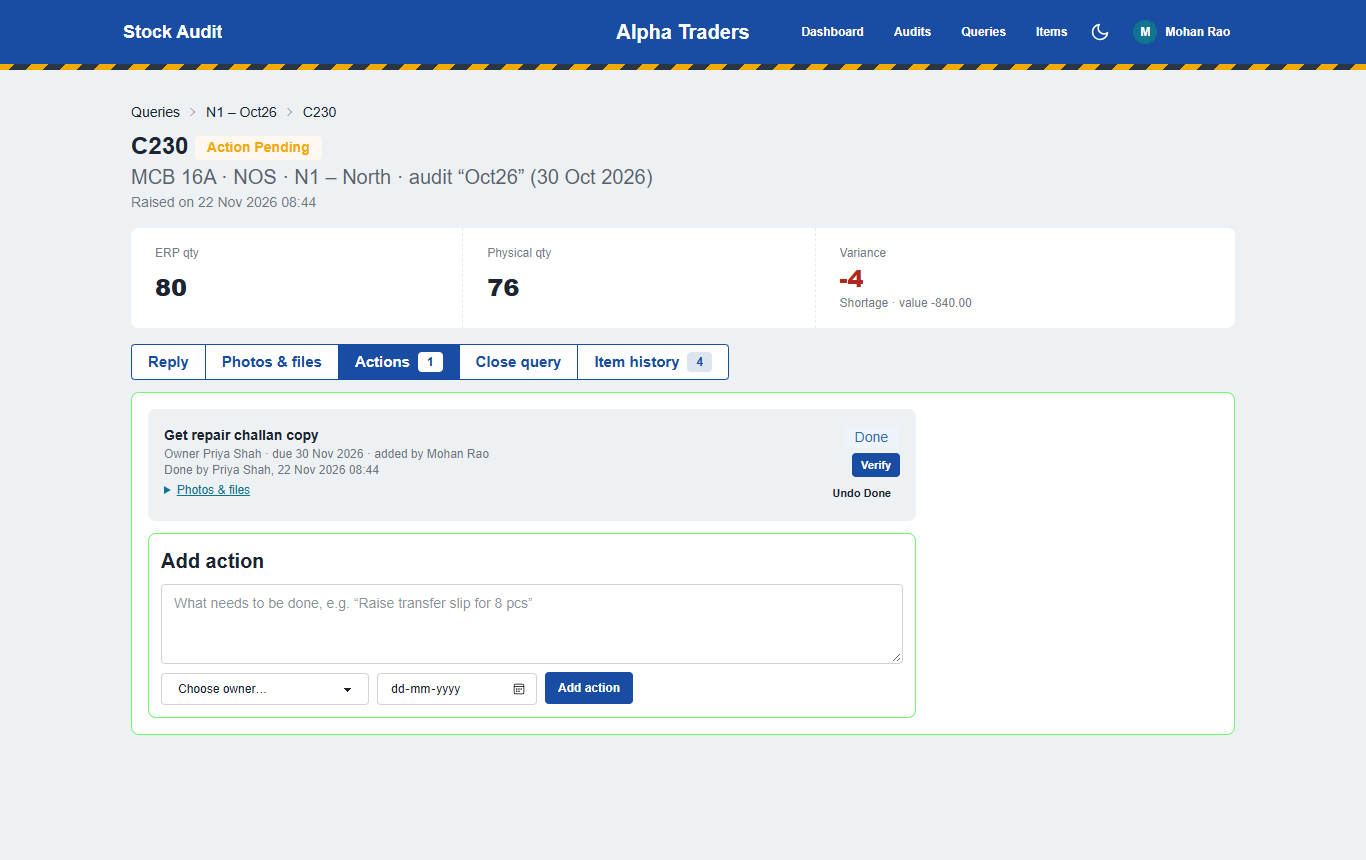 Stock Audit
Alpha Traders
Dashboard
Audits
Queries
Items
M
Mohan Rao
Queries > N1 – Oct26 > C230
C230 Action Pending
MCB 16A · NOS · N1 – North · audit “Oct26” (30 Oct 2026)
Raised on 22 Nov 2026 08:44
ERP qty
80
Physical qty
76
Variance
-4
Shortage · value -840.00
Reply
Photos & files
Actions 1
Close query
Item history 4
Get repair challan copy
Owner Priya Shah · due 30 Nov 2026 · added by Mohan Rao
Done by Priya Shah, 22 Nov 2026 08:44
Photos & files
Done
Verify
Undo Done
Add action
What needs to be done, e.g. “Raise transfer slip for 8 pcs”
Choose owner...
dd-mm-yyyy
Add action